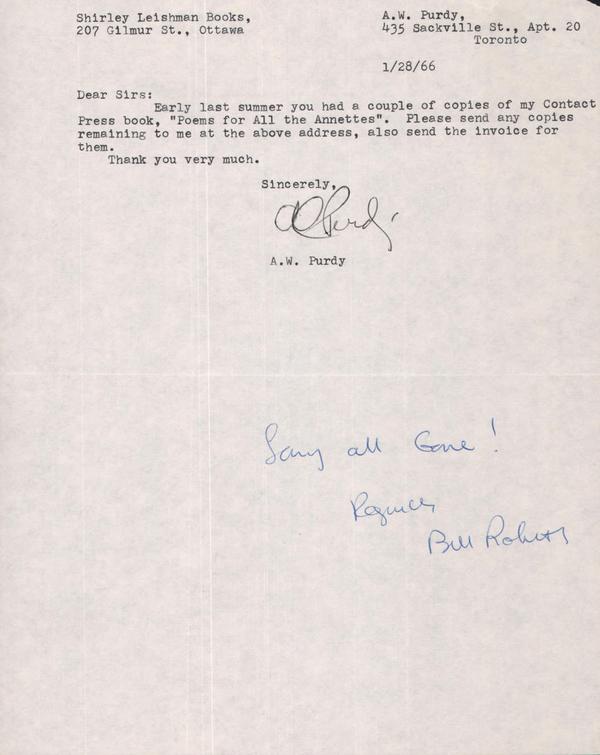 Shirley Leishman Books,
207 Gilmur St., Ottawa
A.W. Purdy,
435 Sackville St., Apt. 20
Toronto
1/28/66
Dear Sirs:
Early last summer you had a couple of copies of my Contact
Press book, "Poems for All the Annettes". Please send any copies
remaining to me at the above address, also send the invoice for
them.
Thank you very much.
Sincerely,
Al Purdy
A.W. Purdy
Sorry all Gone!
Bill Roberts